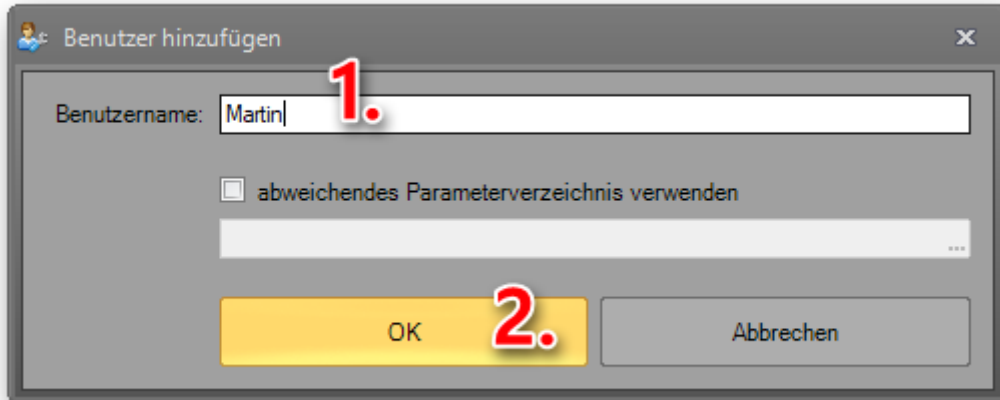 Benutzer hinzufügen
1.
Benutzername: Martin
abweichendes Parameterverzeichnis verwenden
...
OK 2. Abbrechen